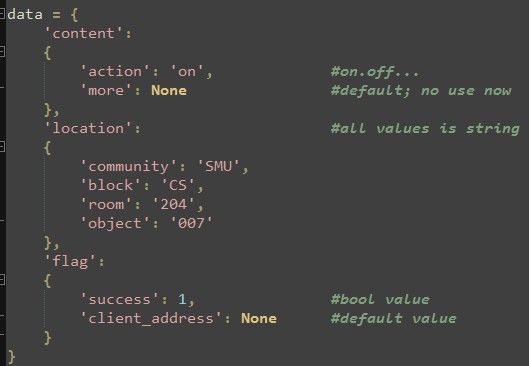 data = {
    'content':
    {
        'action': 'on',             #on.off...
        'more': None                #default; no use now
    },
    'location':                     #all values is string
    {
        'community': 'SMU',
        'block': 'CS',
        'room': '204',
        'object': '007'
    },
    'flag':
    {
        'success': 1,               #bool value
        'client_address': None      #default value
    }
}